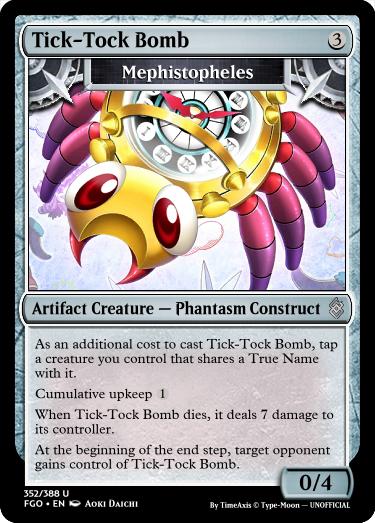 Tick-Tock Bomb 3
Mephistopheles
Artifact Creature — Phantasm Construct
As an additional cost to cast Tick-Tock Bomb, tap
a creature you control that shares a True Name
with it.
Cumulative upkeep 1
When Tick-Tock Bomb dies, it deals 7 damage to
its controller.
At the beginning of the end step, target opponent
gains control of Tick-Tock Bomb.
0/4
352/388 U
FGO • EN Aoki Daichi
By TimeAxis © Type-Moon — UNOFFICIAL